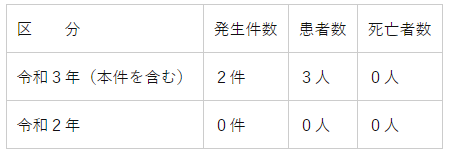 区　　分 発生件数 患者数 死亡者数
令和３年（本件を含む） ２件 ３人 ０人
令和２年 ０件 ０人 ０人